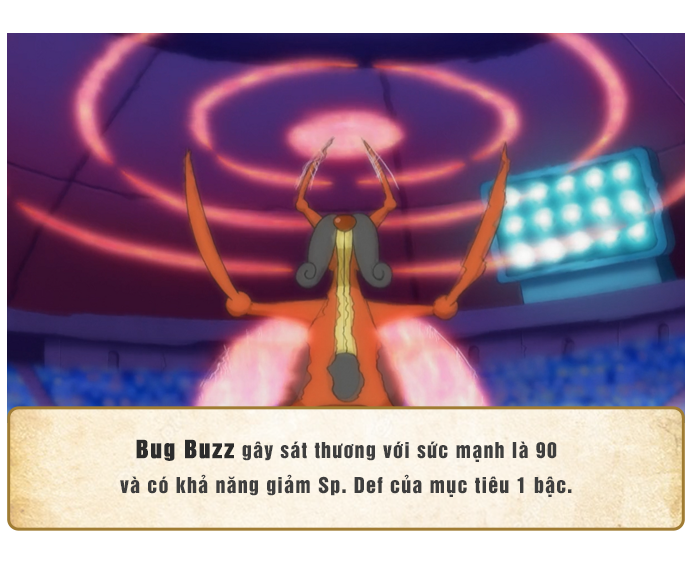 Bug Buzz gây sát thương với sức mạnh là 90
và có khả năng giảm Sp. Def của mục tiêu 1 bậc.